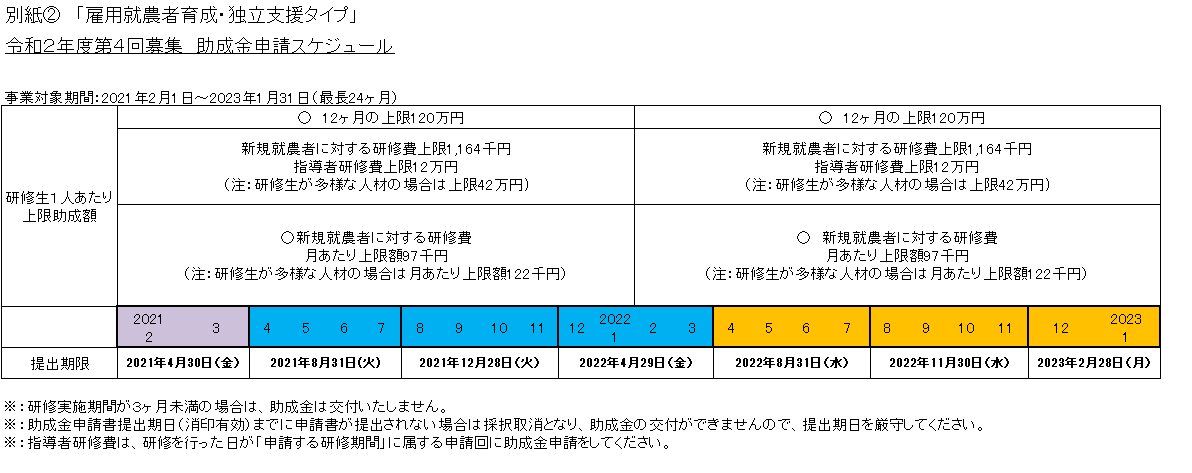 別紙② 「雇用就農者育成・独立支援タイプ」
令和２年度第４回募集 助成金申請スケジュール
事業対象期間：2021年2月1日～2023年1月31日（最長24ヶ月）
○ 12ヶ月の上限120万円 ○ 12ヶ月の上限120万円
新規就農者に対する研修費上限1,164千円 新規就農者に対する研修費上限1,164千円
指導者研修費上限12万円 指導者研修費上限12万円
（注：研修生が多様な人材の場合は上限42万円） （注：研修生が多様な人材の場合は上限42万円）
研修生１人あたり
上限助成額
○新規就農者に対する研修費 ○ 新規就農者に対する研修費
月あたり上限額97千円 月あたり上限額97千円
（注：研修生が多様な人材の場合は月あたり上限額122千円） （注：研修生が多様な人材の場合は月あたり上限額122千円）
2021 2 3 4 5 6 7 8 9 10 11 12 2022 1 2 3 4 5 6 7 8 9 10 11 12 2023 1
提出期限 2021年4月30日（金） 2021年8月31日（火） 2021年12月28日（火） 2022年4月29日（金） 2022年8月31日（水） 2022年11月30日（水） 2023年2月28日（月）
※：研修実施期間が３ヶ月未満の場合は、助成金は交付いたしません。
※：助成金申請書提出期日（消印有効）までに申請書が提出されない場合は採択取消となり、助成金の交付ができませんので、提出期日を厳守してください。
※：指導者研修費は、研修を行った日が「申請する研修期間」に属する申請回に助成金申請をしてください。